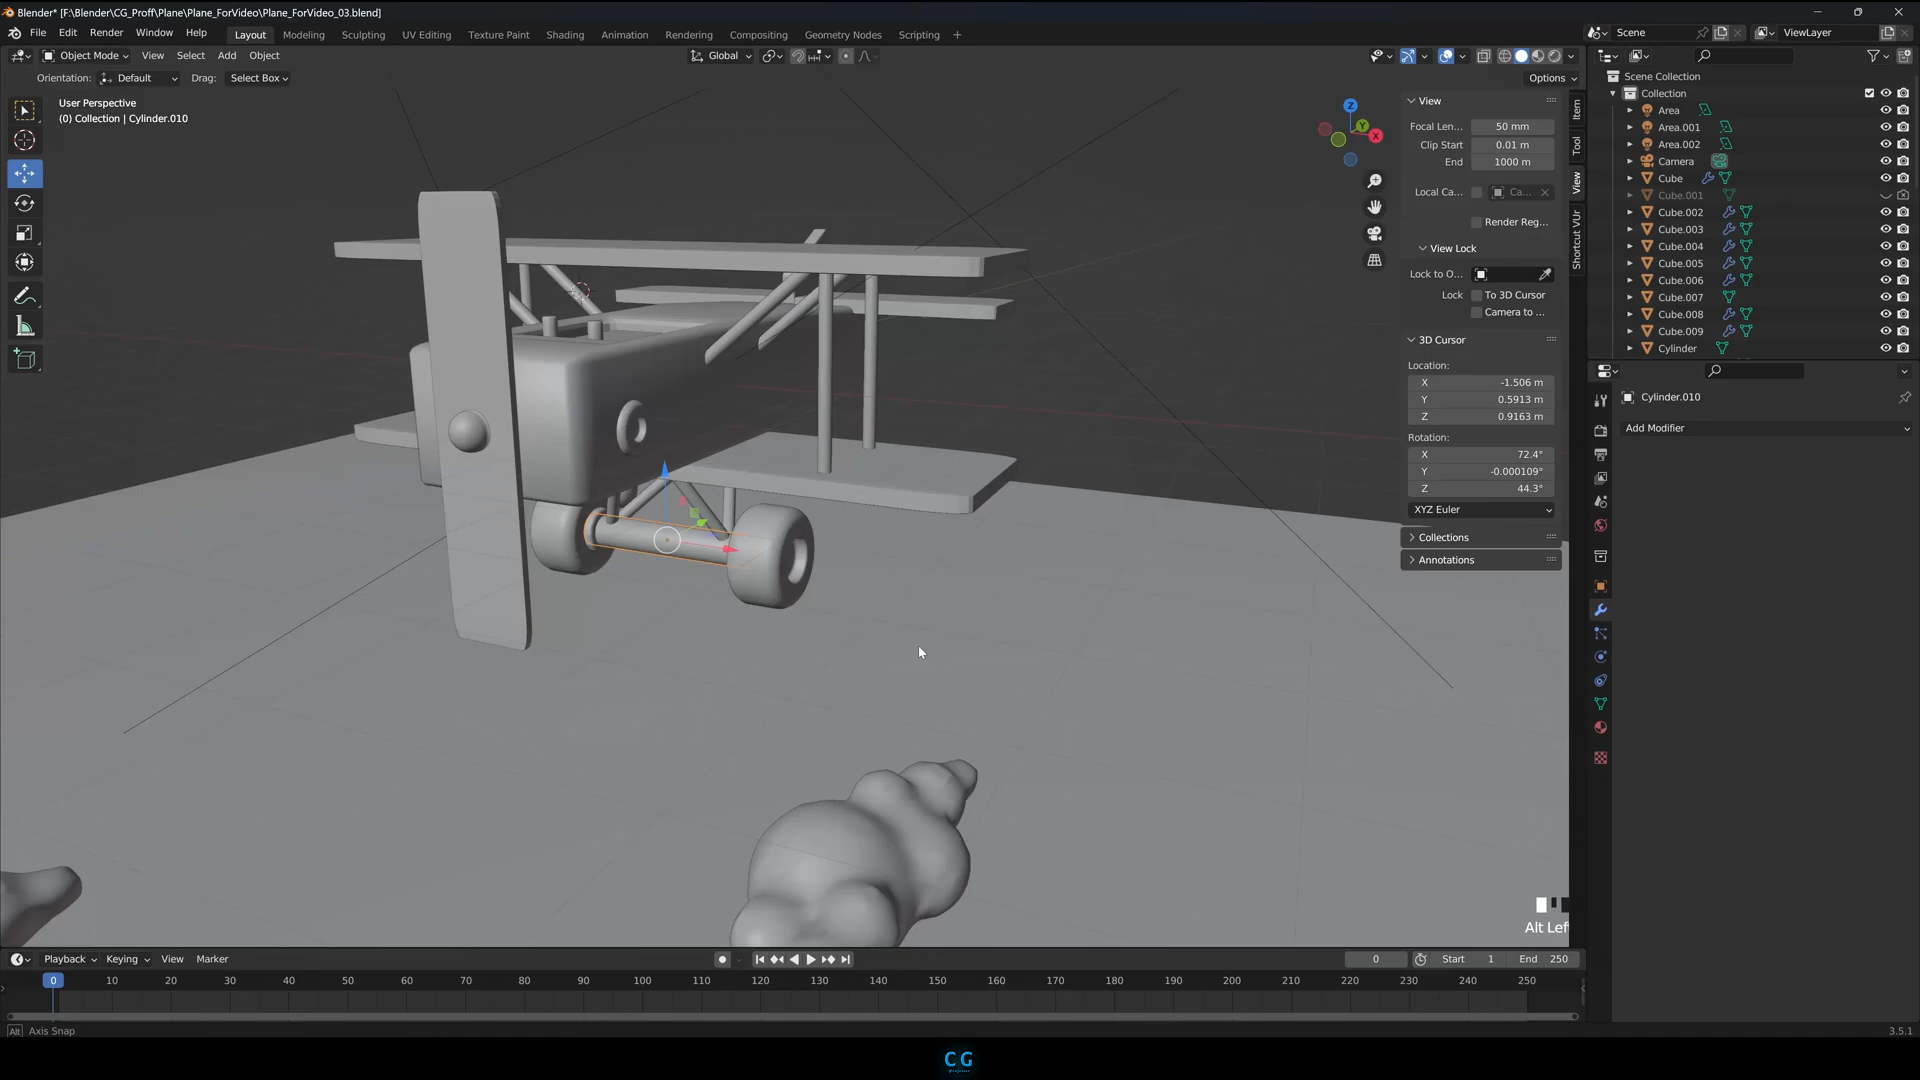 Blender* [F:\Blender\CG_Proff\Plane\Plane_ForVideo\Plane_ForVideo_03.blend]
File Edit Render Window Help Layout Modeling Sculpting UV Editing Texture Paint Shading Animation Rendering Compositing Geometry Nodes Scripting +
Scene ViewLayer
Object Mode View Select Add Object Global
Orientation: Default Drag: Select Box Options
User Perspective
(0) Collection | Cylinder.010
Z
Y
X
View
Focal Len... 50 mm
Clip Start 0.01 m
End 1000 m
Local Ca... Ca...
Render Reg...
View Lock
Lock to O...
Lock To 3D Cursor
Camera to ...
3D Cursor
Location:
X -1.506 m
Y 0.5913 m
Z 0.9163 m
Rotation:
X 72.4°
Y -0.000109°
Z 44.3°
XYZ Euler
Collections
Annotations
Item
Tool
View
Shortcut VUr
Scene Collection
Collection
Area
Area.001
Area.002
Camera
Cube
Cube.001
Cube.002
Cube.003
Cube.004
Cube.005
Cube.006
Cube.007
Cube.008
Cube.009
Cylinder
Cylinder.010
Add Modifier
Alt Lef
Playback Keying View Marker 0 Start 1 End 250
0 10 20 30 40 50 60 70 80 90 100 110 120 130 140 150 160 170 180 190 200 210 220 230 240 250
Alt Axis Snap
3.5.1
CG